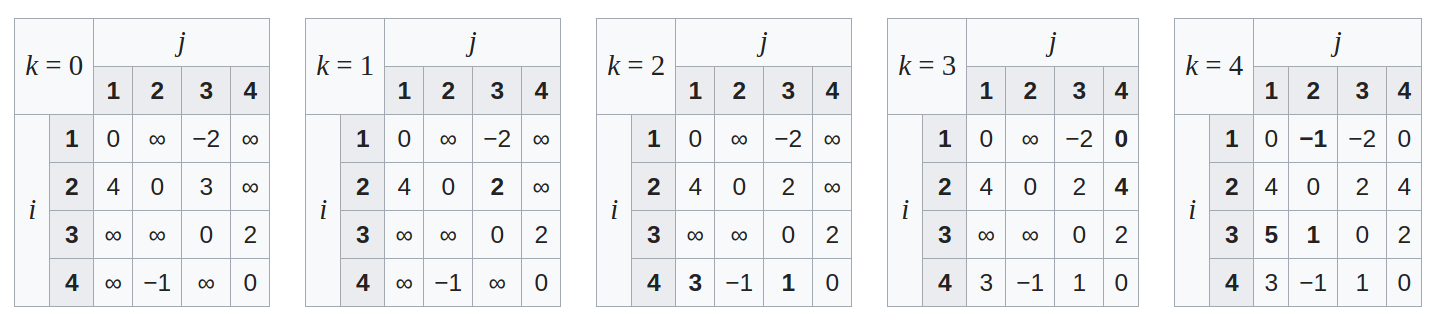 k = 0 j
1 2 3 4
i 1 0 ∞ −2 ∞
2 4 0 3 ∞
3 ∞ ∞ 0 2
4 ∞ −1 ∞ 0
k = 1 j
1 2 3 4
i 1 0 ∞ −2 ∞
2 4 0 2 ∞
3 ∞ ∞ 0 2
4 ∞ −1 ∞ 0
k = 2 j
1 2 3 4
i 1 0 ∞ −2 ∞
2 4 0 2 ∞
3 ∞ ∞ 0 2
4 3 −1 1 0
k = 3 j
1 2 3 4
i 1 0 ∞ −2 0
2 4 0 2 4
3 ∞ ∞ 0 2
4 3 −1 1 0
k = 4 j
1 2 3 4
i 1 0 −1 −2 0
2 4 0 2 4
3 5 1 0 2
4 3 −1 1 0